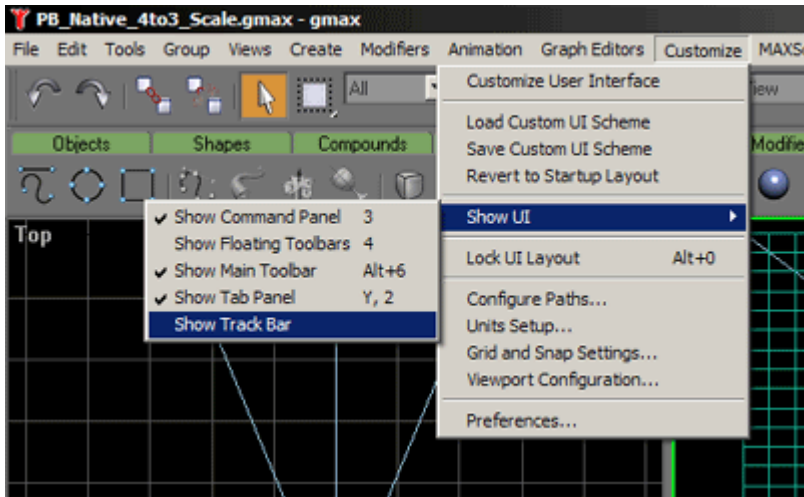 PB_Native_4to3_Scale.gmax - gmax
File Edit Tools Group Views Create Modifiers Animation Graph Editors Customize MAXSc
All
Objects Shapes Compounds Modifie
Top
Customize User Interface
Load Custom UI Scheme
Save Custom UI Scheme
Revert to Startup Layout
Show UI
Lock UI Layout Alt+0
Configure Paths...
Units Setup...
Grid and Snap Settings...
Viewport Configuration...
Preferences...
Show Command Panel 3
Show Floating Toolbars 4
Show Main Toolbar Alt+6
Show Tab Panel Y, 2
Show Track Bar